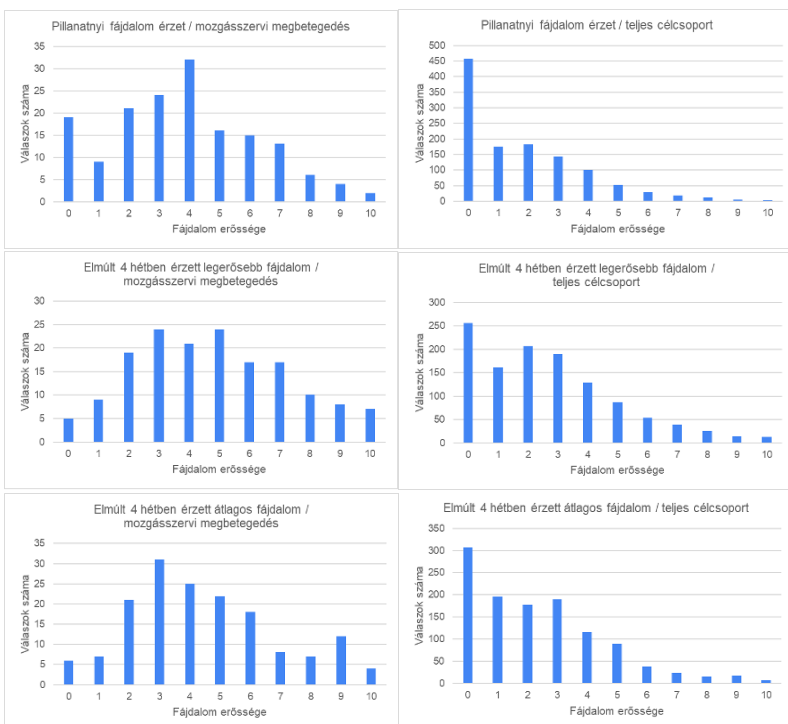 Pillanatnyi fájdalom érzet / mozgásszervi megbetegedés
Válaszok száma
35
30
25
20
15
10
5
0
0 1 2 3 4 5 6 7 8 9 10
Fájdalom erőssége
Pillanatnyi fájdalom érzet / teljes célcsoport
Válaszok száma
500
450
400
350
300
250
200
150
100
50
0
0 1 2 3 4 5 6 7 8 9 10
Fájdalom erőssége
Elmúlt 4 hétben érzett legerősebb fájdalom /
mozgásszervi megbetegedés
Válaszok száma
30
25
20
15
10
5
0
0 1 2 3 4 5 6 7 8 9 10
Fájdalom erőssége
Elmúlt 4 hétben érzett legerősebb fájdalom /
teljes célcsoport
Válaszok száma
300
250
200
150
100
50
0
0 1 2 3 4 5 6 7 8 9 10
Fájdalom erőssége
Elmúlt 4 hétben érzett átlagos fájdalom /
mozgásszervi megbetegedés
Válaszok száma
35
30
25
20
15
10
5
0
0 1 2 3 4 5 6 7 8 9 10
Fájdalom erőssége
Elmúlt 4 hétben érzett átlagos fájdalom / teljes célcsoport
Válaszok száma
350
300
250
200
150
100
50
0
0 1 2 3 4 5 6 7 8 9 10
Fájdalom erőssége